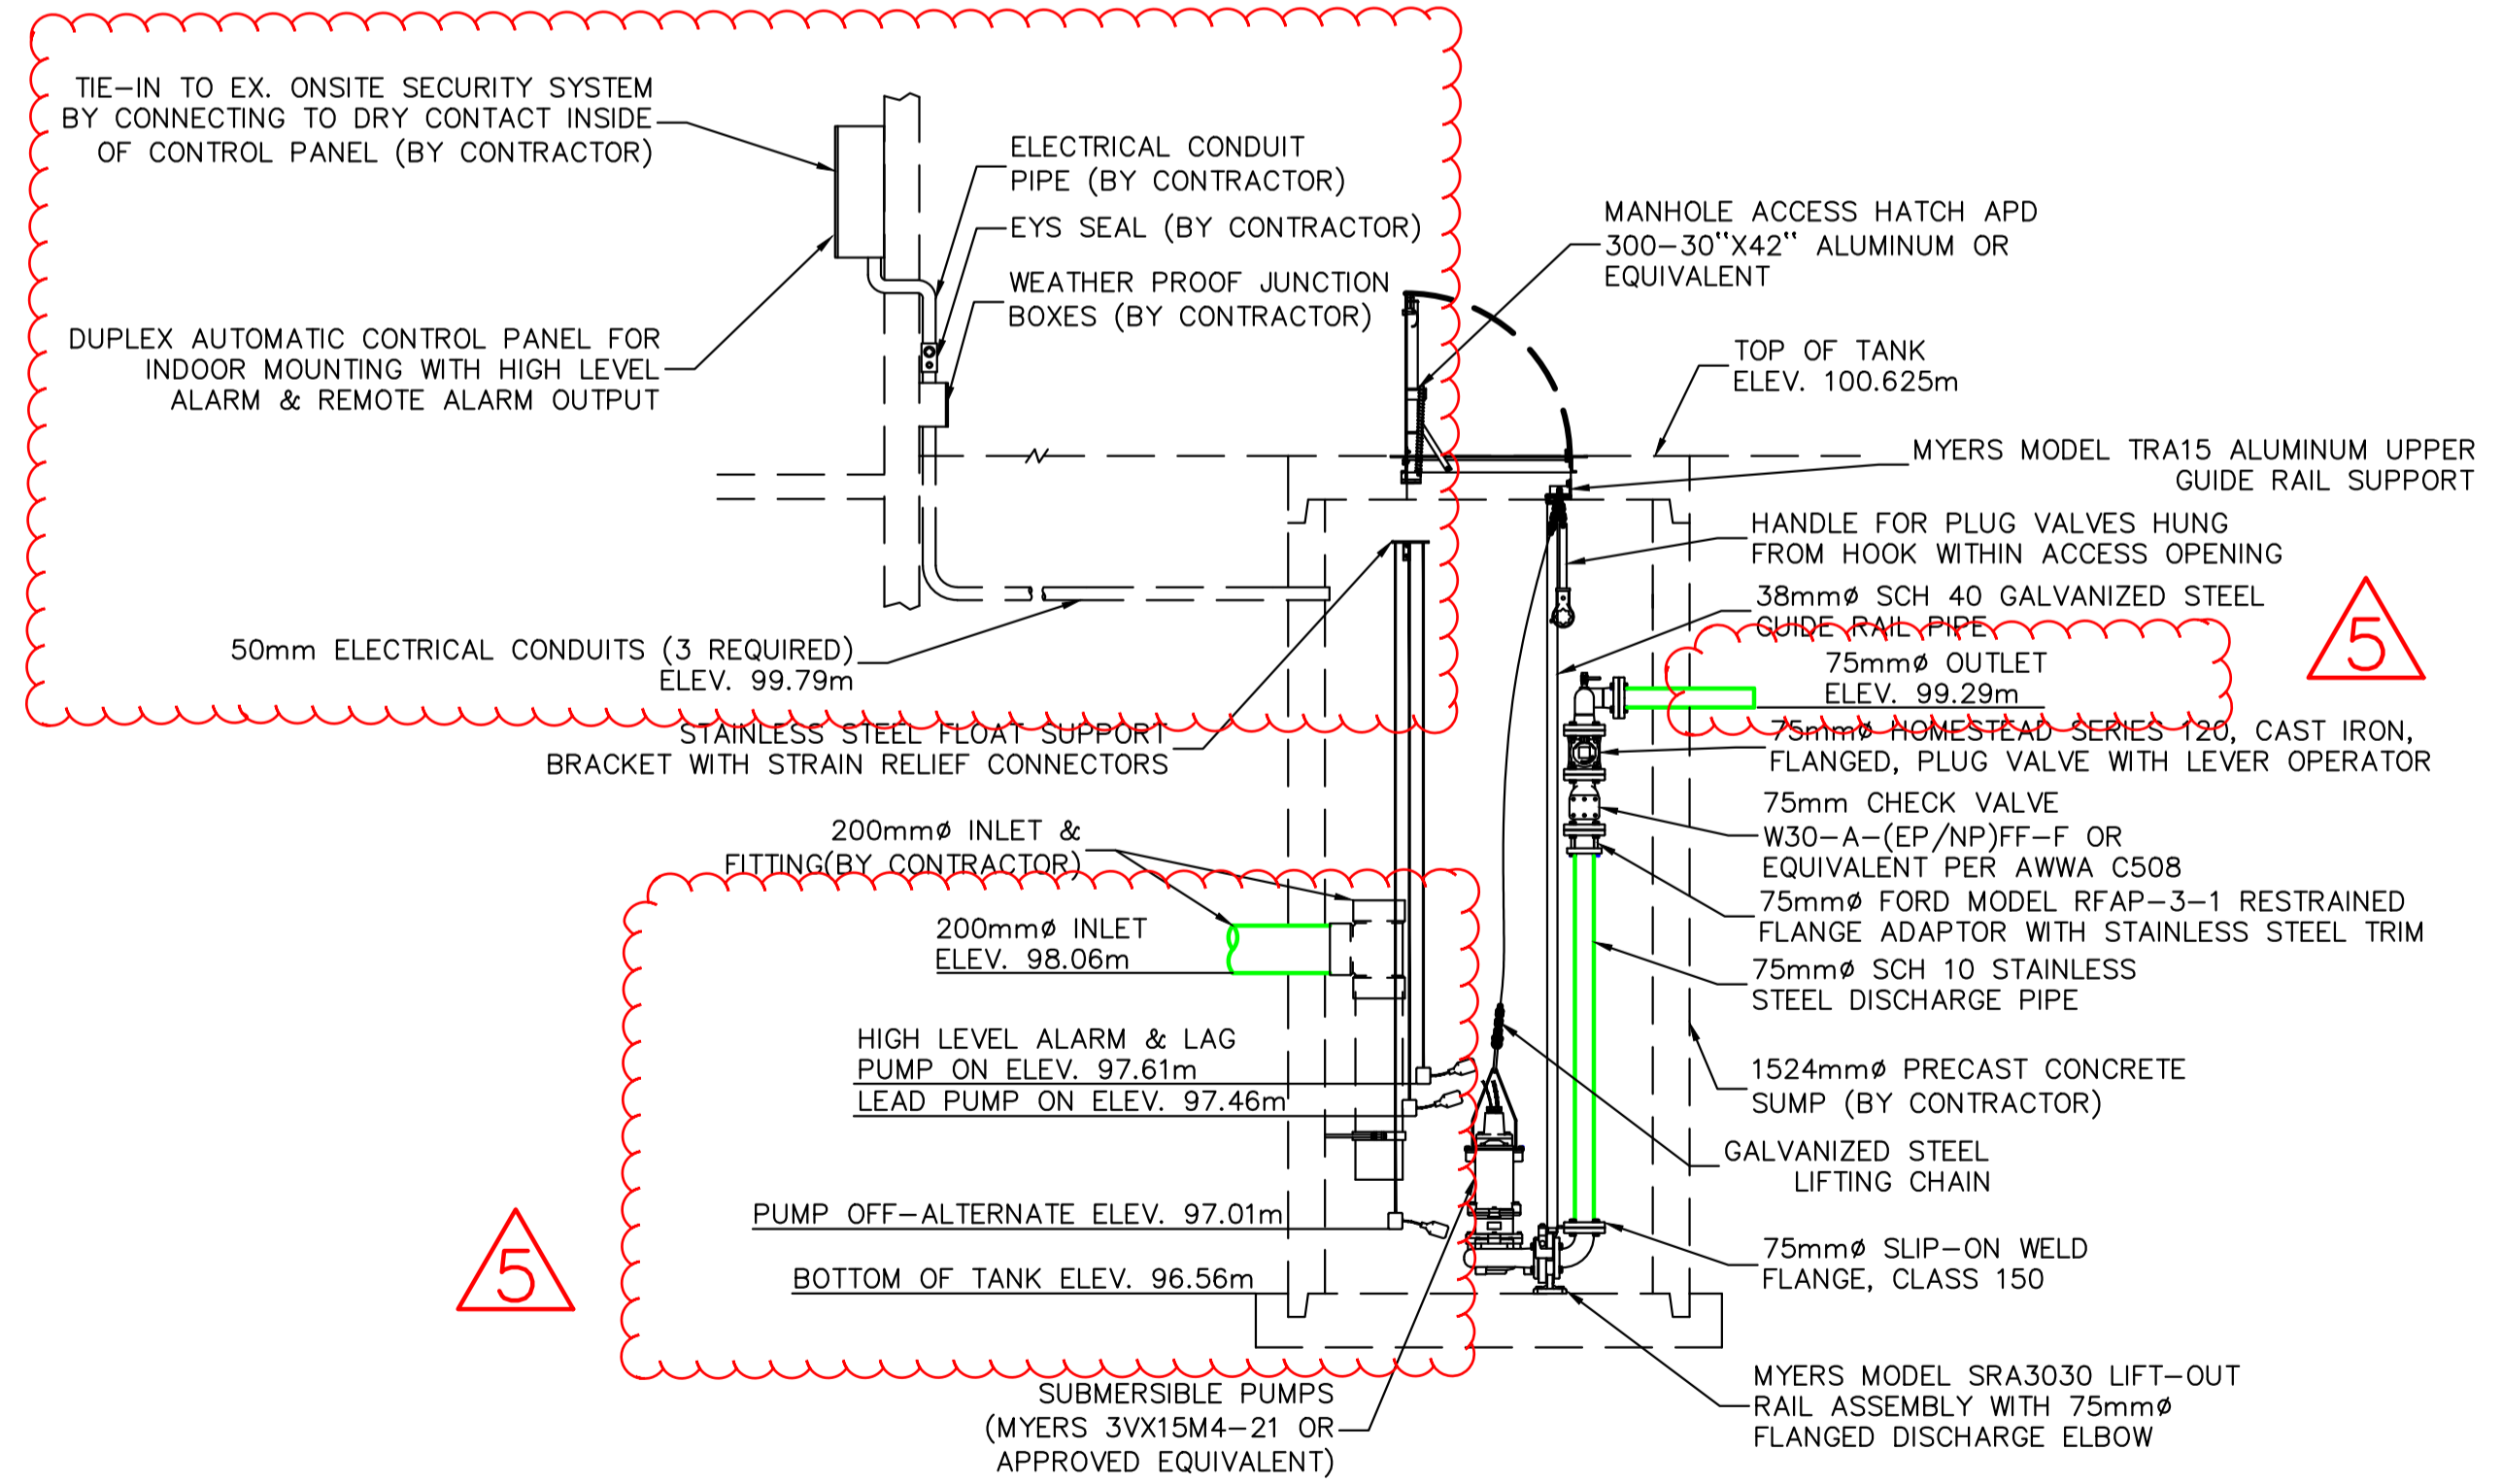 TIE-IN TO EX. ONSITE SECURITY SYSTEM
BY CONNECTING TO DRY CONTACT INSIDE
OF CONTROL PANEL (BY CONTRACTOR)
DUPLEX AUTOMATIC CONTROL PANEL FOR
INDOOR MOUNTING WITH HIGH LEVEL
ALARM & REMOTE ALARM OUTPUT
ELECTRICAL CONDUIT
PIPE (BY CONTRACTOR)
EYS SEAL (BY CONTRACTOR)
WEATHER PROOF JUNCTION
BOXES (BY CONTRACTOR)
50mm ELECTRICAL CONDUITS (3 REQUIRED)
ELEV. 99.79m
STAINLESS STEEL FLOAT SUPPORT
BRACKET WITH STRAIN RELIEF CONNECTORS
200mmø INLET &
FITTING(BY CONTRACTOR)
200mmø INLET
ELEV. 98.06m
HIGH LEVEL ALARM & LAG
PUMP ON ELEV. 97.61m
LEAD PUMP ON ELEV. 97.46m
PUMP OFF-ALTERNATE ELEV. 97.01m
BOTTOM OF TANK ELEV. 96.56m
5
SUBMERSIBLE PUMPS
(MYERS 3VX15M4-21 OR
APPROVED EQUIVALENT)
MANHOLE ACCESS HATCH APD
300-30"X42" ALUMINUM OR
EQUIVALENT
TOP OF TANK
ELEV. 100.625m
MYERS MODEL TRA15 ALUMINUM UPPER
GUIDE RAIL SUPPORT
HANDLE FOR PLUG VALVES HUNG
FROM HOOK WITHIN ACCESS OPENING
38mmø SCH 40 GALVANIZED STEEL
GUIDE RAIL PIPE
5
75mmø OUTLET
ELEV. 99.29m
75mmø HOMESTEAD SERIES 120, CAST IRON,
FLANGED, PLUG VALVE WITH LEVER OPERATOR
75mm CHECK VALVE
W30-A-(EP/NP)FF-F OR
EQUIVALENT PER AWWA C508
75mmø FORD MODEL RFAP-3-1 RESTRAINED
FLANGE ADAPTOR WITH STAINLESS STEEL TRIM
75mmø SCH 10 STAINLESS
STEEL DISCHARGE PIPE
1524mmø PRECAST CONCRETE
SUMP (BY CONTRACTOR)
GALVANIZED STEEL
LIFTING CHAIN
75mmø SLIP-ON WELD
FLANGE, CLASS 150
MYERS MODEL SRA3030 LIFT-OUT
RAIL ASSEMBLY WITH 75mmø
FLANGED DISCHARGE ELBOW